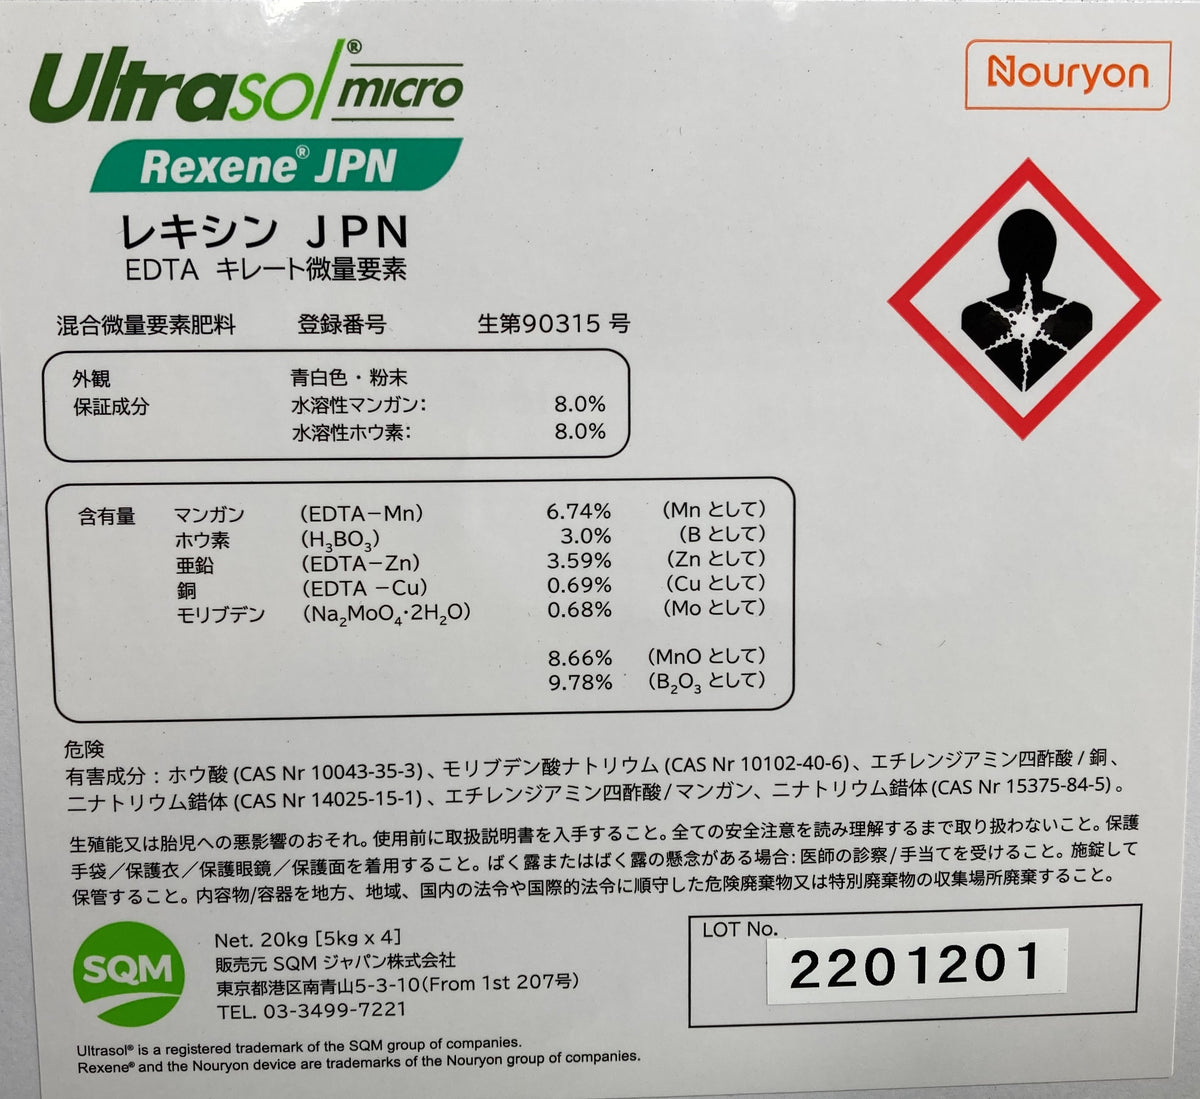 Ultrasol® micro
Nouryon
Rexene® JPN
レキシン JPN
EDTA キレート微量要素
混合微量要素肥料 登録番号 生第90315 号
外観 青白色・粉末
保証成分 水溶性マンガン: 8.0%
水溶性ホウ素: 8.0%
含有量 マンガン (EDTA−Mn) 6.74% (Mn として)
ホウ素 (H₃BO₃) 3.0% (B として)
亜鉛 (EDTA−Zn) 3.59% (Zn として)
銅 (EDTA −Cu) 0.69% (Cu として)
モリブデン (Na₂MoO₄·2H₂O) 0.68% (Mo として)
8.66% (MnO として)
9.78% (B₂O₃ として)
危険
有害成分 : ホウ酸 (CAS Nr 10043-35-3)、モリブデン酸ナトリウム (CAS Nr 10102-40-6)、エチレンジアミン四酢酸 / 銅、
二ナトリウム錯体 (CAS Nr 14025-15-1)、エチレンジアミン四酢酸/ マンガン、ニナトリウム錯体 (CAS Nr 15375-84-5)。
生殖能又は胎児への悪影響のおそれ。使用前に取扱説明書を入手すること。全ての安全注意を読み理解するまで取り扱わないこと。保護
手袋／保護衣／保護眼鏡／保護面を着用すること。ばく露またはばく露の懸念がある場合: 医師の診察/手当てを受けること。施錠して
保管すること。内容物/容器を地方、地域、国内の法令や国際的法令に順守した危険廃棄物又は特別廃棄物の収集場所廃棄すること。
SQM
Net. 20kg [5kg x 4]
販売元 SQM ジャパン株式会社
東京都港区南青山5-3-10(From 1st 207号)
TEL. 03-3499-7221
LOT No.
2201201
Ultrasol® is a registered trademark of the SQM group of companies.
Rexene® and the Nouryon device are trademarks of the Nouryon group of companies.